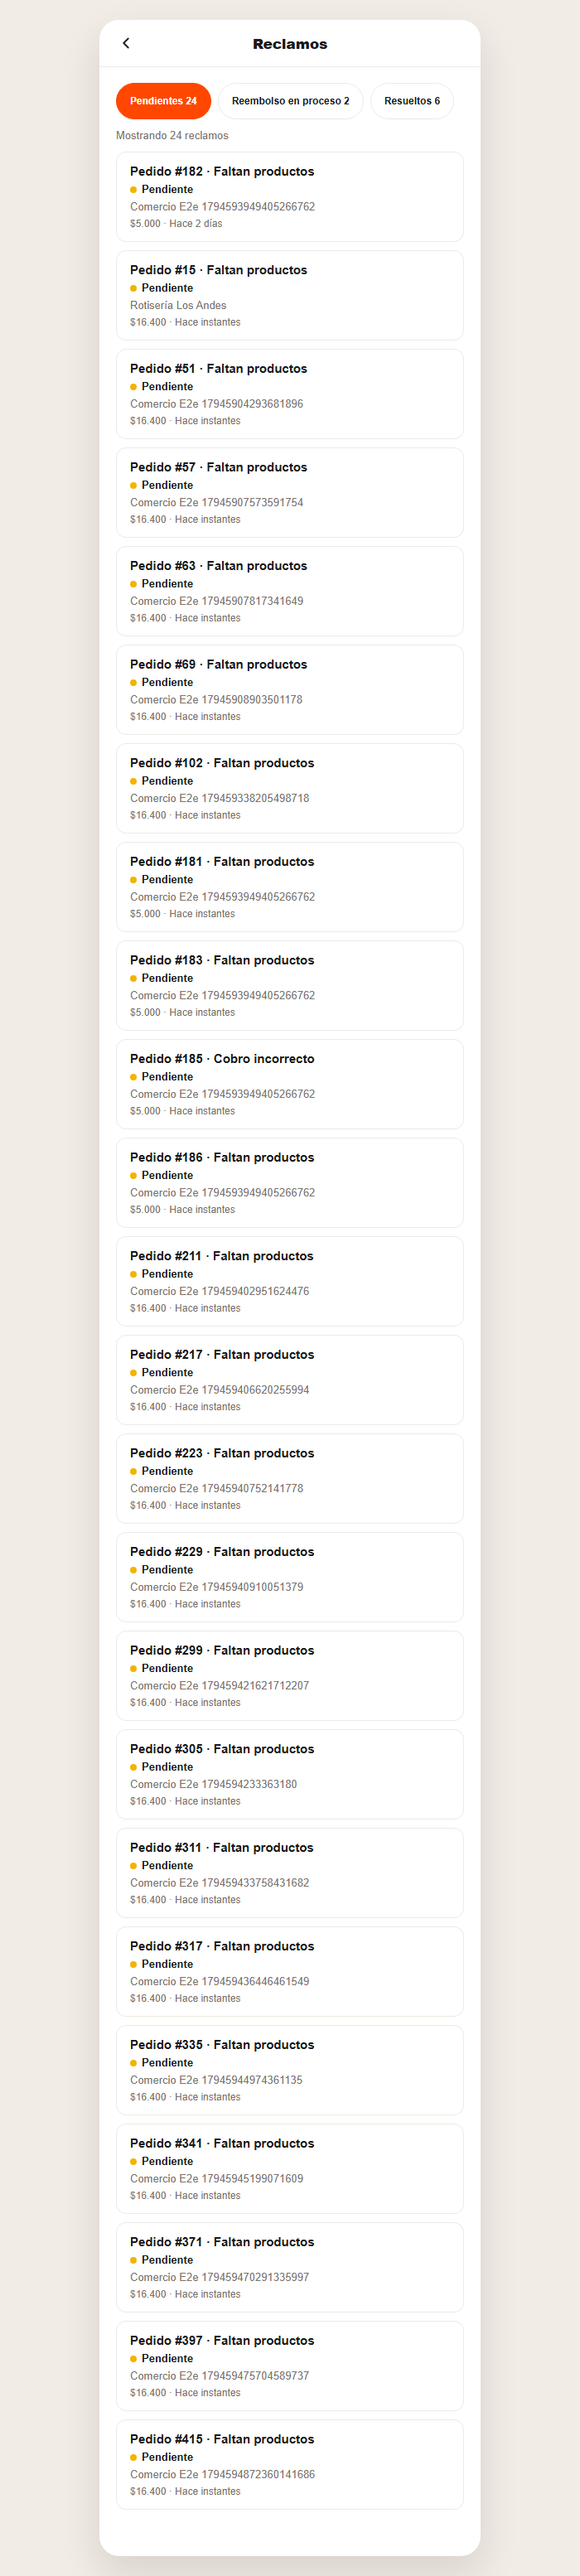 Reclamos
Pendientes 24
Reembolso en proceso 2
Resueltos 6
Mostrando 24 reclamos
Pedido #182 · Faltan productos
Pendiente
Comercio E2e 1794593949405266762
$5.000 · Hace 2 días
Pedido #15 · Faltan productos
Pendiente
Rotisería Los Andes
$16.400 · Hace instantes
Pedido #51 · Faltan productos
Pendiente
Comercio E2e 17945904293681896
$16.400 · Hace instantes
Pedido #57 · Faltan productos
Pendiente
Comercio E2e 17945907573591754
$16.400 · Hace instantes
Pedido #63 · Faltan productos
Pendiente
Comercio E2e 17945907817341649
$16.400 · Hace instantes
Pedido #69 · Faltan productos
Pendiente
Comercio E2e 17945908903501178
$16.400 · Hace instantes
Pedido #102 · Faltan productos
Pendiente
Comercio E2e 179459338205498718
$16.400 · Hace instantes
Pedido #181 · Faltan productos
Pendiente
Comercio E2e 1794593949405266762
$5.000 · Hace instantes
Pedido #183 · Faltan productos
Pendiente
Comercio E2e 1794593949405266762
$5.000 · Hace instantes
Pedido #185 · Cobro incorrecto
Pendiente
Comercio E2e 1794593949405266762
$5.000 · Hace instantes
Pedido #186 · Faltan productos
Pendiente
Comercio E2e 1794593949405266762
$5.000 · Hace instantes
Pedido #211 · Faltan productos
Pendiente
Comercio E2e 179459402951624476
$16.400 · Hace instantes
Pedido #217 · Faltan productos
Pendiente
Comercio E2e 179459406620255994
$16.400 · Hace instantes
Pedido #223 · Faltan productos
Pendiente
Comercio E2e 17945940752141778
$16.400 · Hace instantes
Pedido #229 · Faltan productos
Pendiente
Comercio E2e 17945940910051379
$16.400 · Hace instantes
Pedido #299 · Faltan productos
Pendiente
Comercio E2e 179459421621712207
$16.400 · Hace instantes
Pedido #305 · Faltan productos
Pendiente
Comercio E2e 1794594233363180
$16.400 · Hace instantes
Pedido #311 · Faltan productos
Pendiente
Comercio E2e 179459433758431682
$16.400 · Hace instantes
Pedido #317 · Faltan productos
Pendiente
Comercio E2e 179459436446461549
$16.400 · Hace instantes
Pedido #335 · Faltan productos
Pendiente
Comercio E2e 17945944974361135
$16.400 · Hace instantes
Pedido #341 · Faltan productos
Pendiente
Comercio E2e 17945945199071609
$16.400 · Hace instantes
Pedido #371 · Faltan productos
Pendiente
Comercio E2e 179459470291335997
$16.400 · Hace instantes
Pedido #397 · Faltan productos
Pendiente
Comercio E2e 179459475704589737
$16.400 · Hace instantes
Pedido #415 · Faltan productos
Pendiente
Comercio E2e 1794594872360141686
$16.400 · Hace instantes